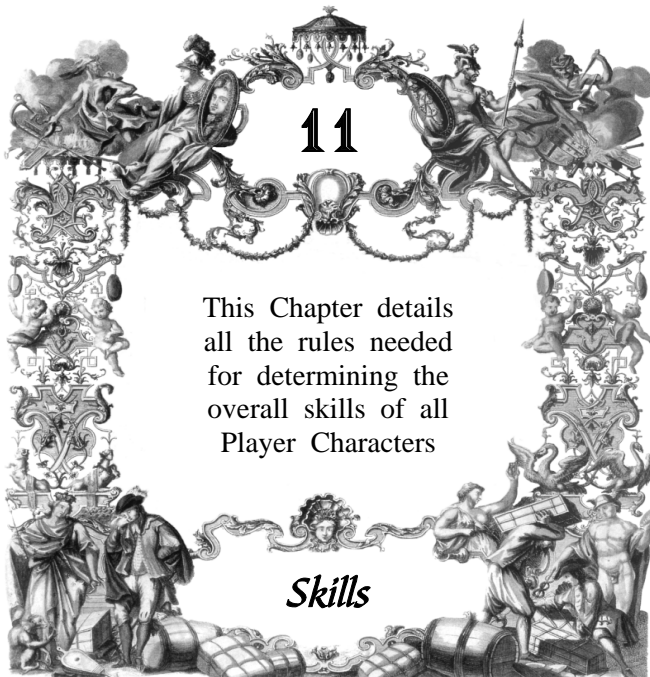 11
This Chapter details
all the rules needed
for determining the
overall skills of all
Player Characters
Skills